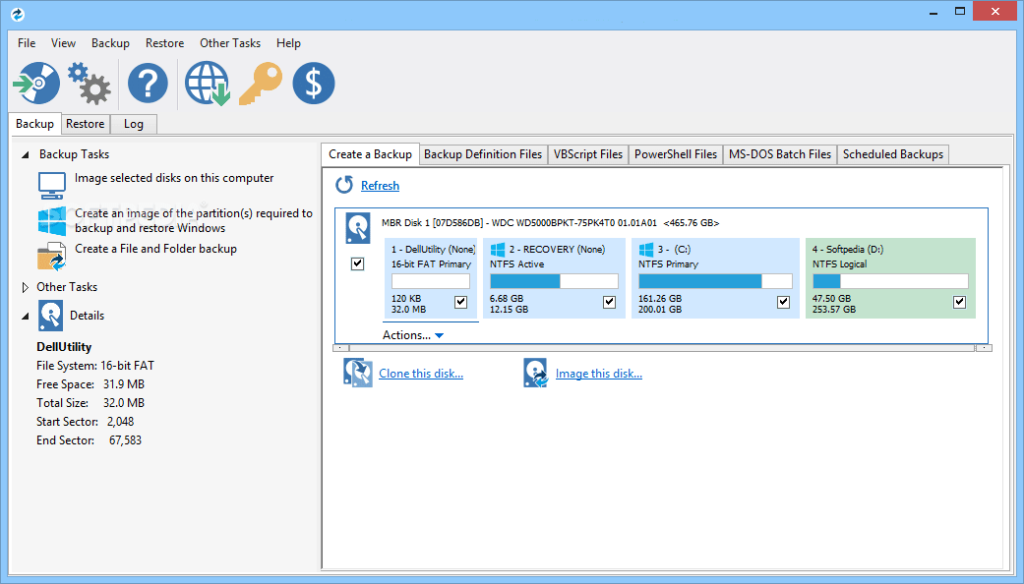 File View Backup Restore Other Tasks Help
Backup Restore Log
Backup Tasks
Image selected disks on this computer
Create an image of the partition(s) required to
backup and restore Windows
Create a File and Folder backup
Other Tasks
Details
DellUtility
File System: 16-bit FAT
Free Space: 31.9 MB
Total Size: 32.0 MB
Start Sector: 2,048
End Sector: 67,583
Create a Backup Backup Definition Files VBScript Files PowerShell Files MS-DOS Batch Files Scheduled Backups
Refresh
MBR Disk 1 [07D586DB] - WDC WD5000BPKT-75PK4T0 01.01A01 <465.76 GB>
1 - DellUtility (None)
16-bit FAT Primary
120 KB
32.0 MB
2 - RECOVERY (None)
NTFS Active
6.68 GB
12.15 GB
3 - (C:)
NTFS Primary
161.26 GB
200.01 GB
4 - Softpedia (D:)
NTFS Logical
47.50 GB
253.57 GB
Actions...
Clone this disk...
Image this disk...